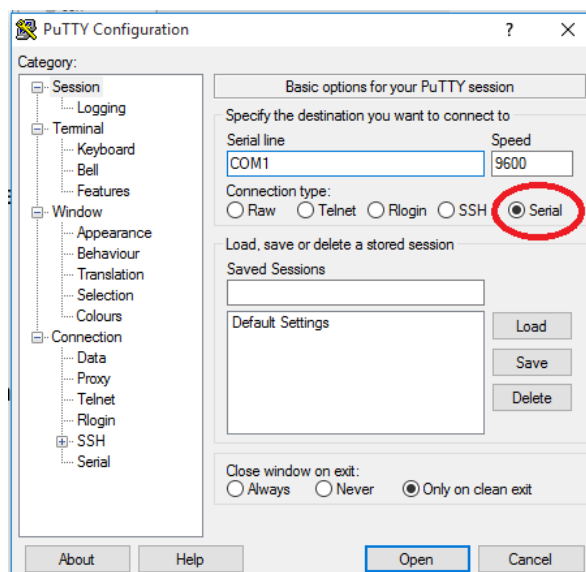 PuTTY Configuration
Category:
Session
Logging
Terminal
Keyboard
Bell
Features
Window
Appearance
Behaviour
Translation
Selection
Colours
Connection
Data
Proxy
Telnet
Rlogin
SSH
Serial
Basic options for your PuTTY session
Specify the destination you want to connect to
Serial line Speed
COM1 9600
Connection type:
Raw Telnet Rlogin SSH Serial
Load, save or delete a stored session
Saved Sessions
Default Settings
Load
Save
Delete
Close window on exit:
Always Never Only on clean exit
About Help Open Cancel